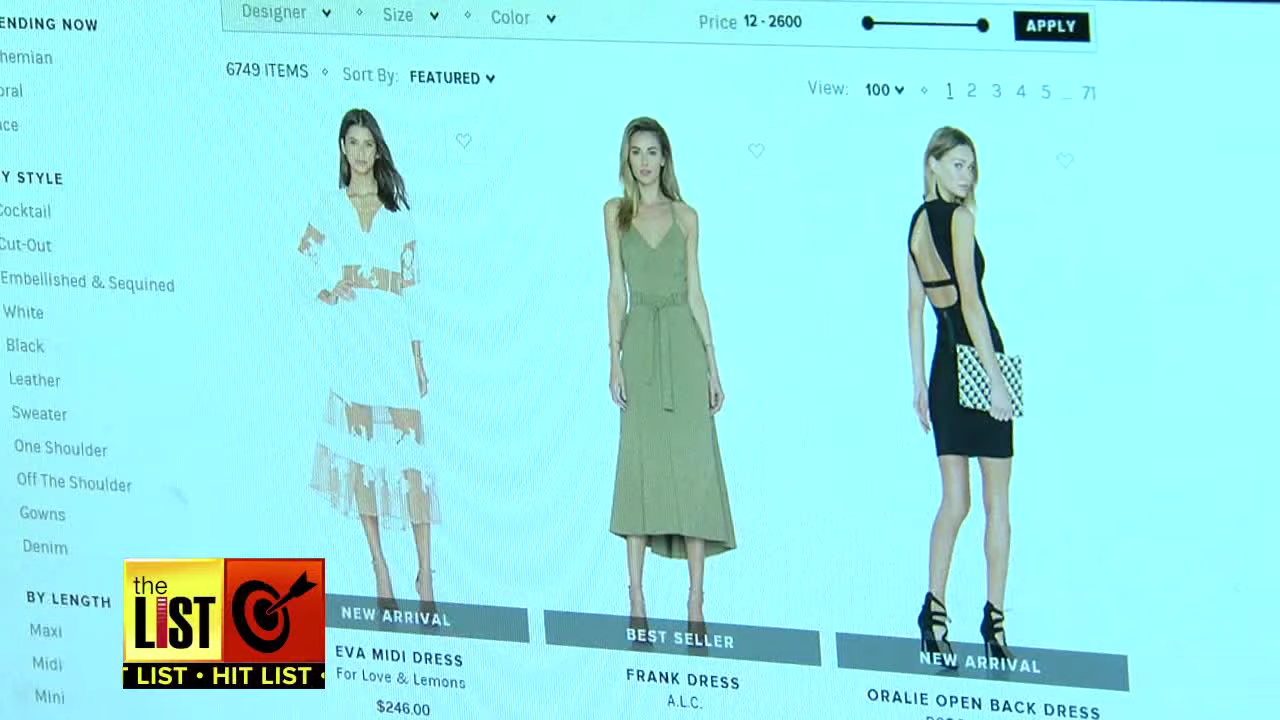 Designer Size Color Price 12 - 2600 APPLY
ENDING NOW
hemian
oral
ace
Y STYLE
Cocktail
Cut-Out
Embellished & Sequined
White
Black
Leather
Sweater
One Shoulder
Off The Shoulder
Gowns
Denim
BY LENGTH
Maxi
Midi
Mini
6749 ITEMS Sort By: FEATURED
View: 100 1 2 3 4 5 ... 71
NEW ARRIVAL
EVA MIDI DRESS
For Love & Lemons
$246.00
BEST SELLER
FRANK DRESS
A.L.C.
NEW ARRIVAL
ORALIE OPEN BACK DRESS
the
LIST
T LIST • HIT LIST •